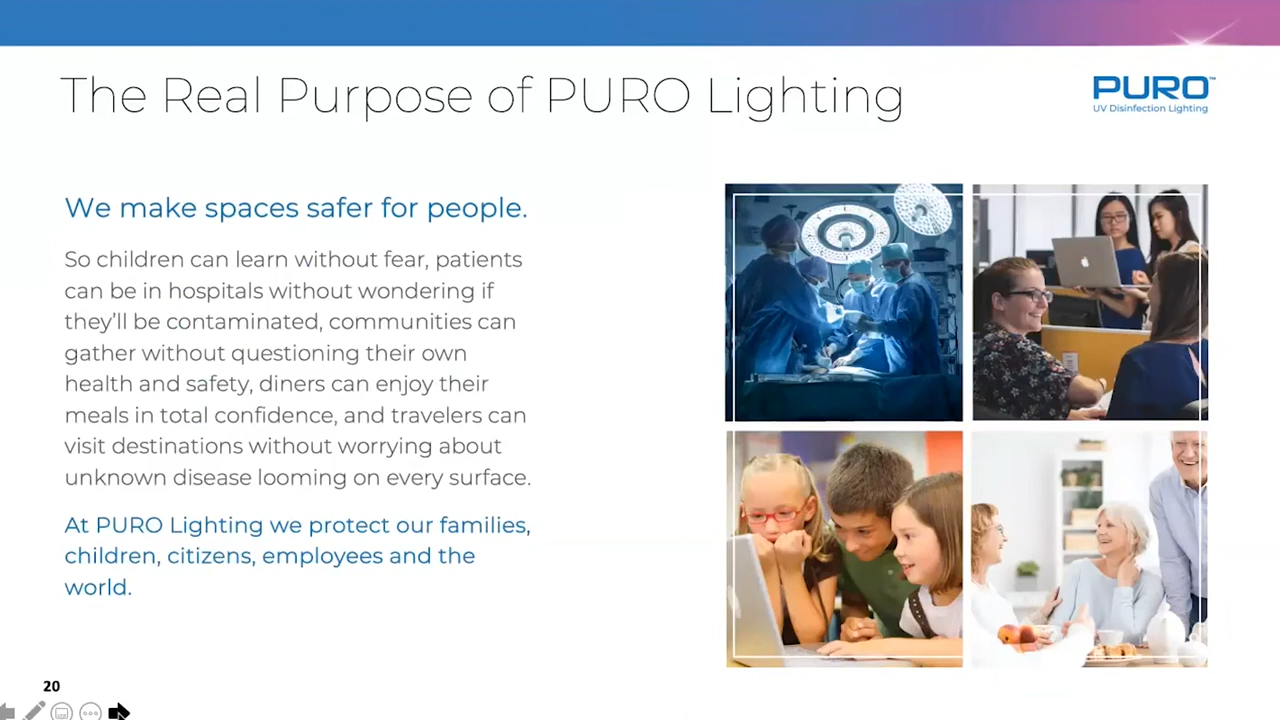 The Real Purpose of PURO Lighting
PURO™
UV Disinfection Lighting
We make spaces safer for people.
So children can learn without fear, patients
can be in hospitals without wondering if
they’ll be contaminated, communities can
gather without questioning their own
health and safety, diners can enjoy their
meals in total confidence, and travelers can
visit destinations without worrying about
unknown disease looming on every surface.
At PURO Lighting we protect our families,
children, citizens, employees and the
world.
20